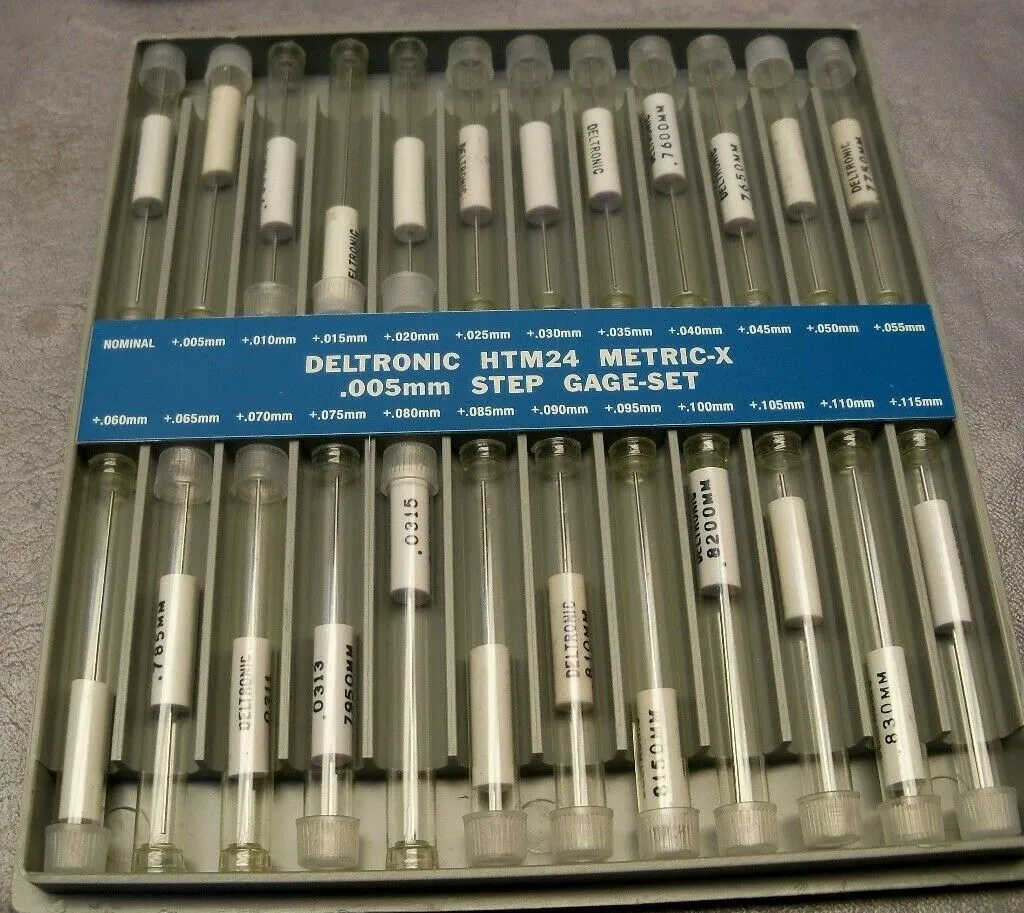 DELTRONIC
DELTRONIC
DELTRONIC
.7600MM
DELTRONIC
.7650MM
DELTRONIC
NOMINAL +.005mm +.010mm +.015mm +.020mm +.025mm +.030mm +.035mm +.040mm +.045mm +.050mm +.055mm
DELTRONIC HTM24 METRIC-X
.005mm STEP GAGE-SET
+.060mm +.065mm +.070mm +.075mm +.080mm +.085mm +.090mm +.095mm +.100mm +.105mm +.110mm +.115mm
.785MM
DELTRONIC
.0313
.7950MM
.0315
DELTRONIC
.8150MM
DELTRONIC
.8200MM
.830MM